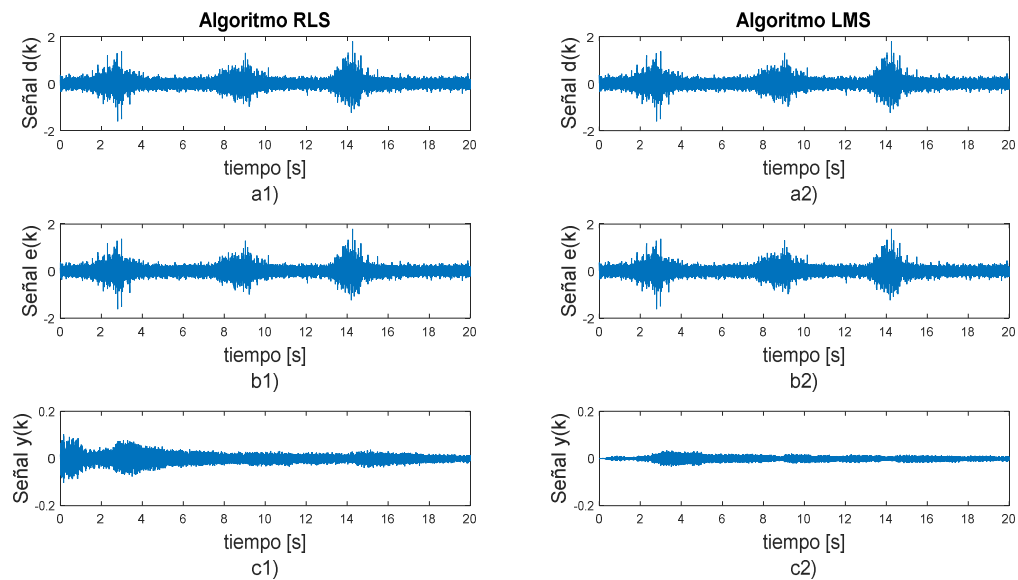 Algoritmo RLS
Señal d(k)
2
0
-2
0 2 4 6 8 10 12 14 16 18 20
tiempo [s]
a1)
Algoritmo LMS
Señal d(k)
2
0
-2
0 2 4 6 8 10 12 14 16 18 20
tiempo [s]
a2)
Señal e(k)
2
0
-2
0 2 4 6 8 10 12 14 16 18 20
tiempo [s]
b1)
Señal e(k)
2
0
-2
0 2 4 6 8 10 12 14 16 18 20
tiempo [s]
b2)
Señal y(k)
0.2
0
-0.2
0 2 4 6 8 10 12 14 16 18 20
tiempo [s]
c1)
Señal y(k)
0.2
0
-0.2
0 2 4 6 8 10 12 14 16 18 20
tiempo [s]
c2)